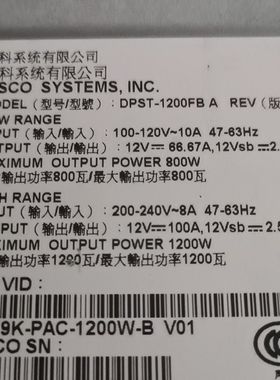 科系统有限公司
科系統有限公司
SCO SYSTEMS, INC.
ODEL (型号/型號) : DPST-1200FB A REV (版
W RANGE
PUT (输入/輸入) : 100-120V~10A 47-63Hz
TPUT (输出/輸出) : 12V⎓66.67A, 12Vsb⎓2.
XIMUM OUTPUT POWER 800W
输出功率800瓦/最大輸出功率800瓦
H RANGE
PUT (输入/輸入) : 200-240V~8A 47-63Hz
TPUT (输出/輸出) : 12V⎓100A, 12Vsb⎓2.5
XIMUM OUTPUT POWER 1200W
输出功率1200瓦/最大輸出功率1200瓦
VID:
9K-PAC-1200W-B V01
CO SN: